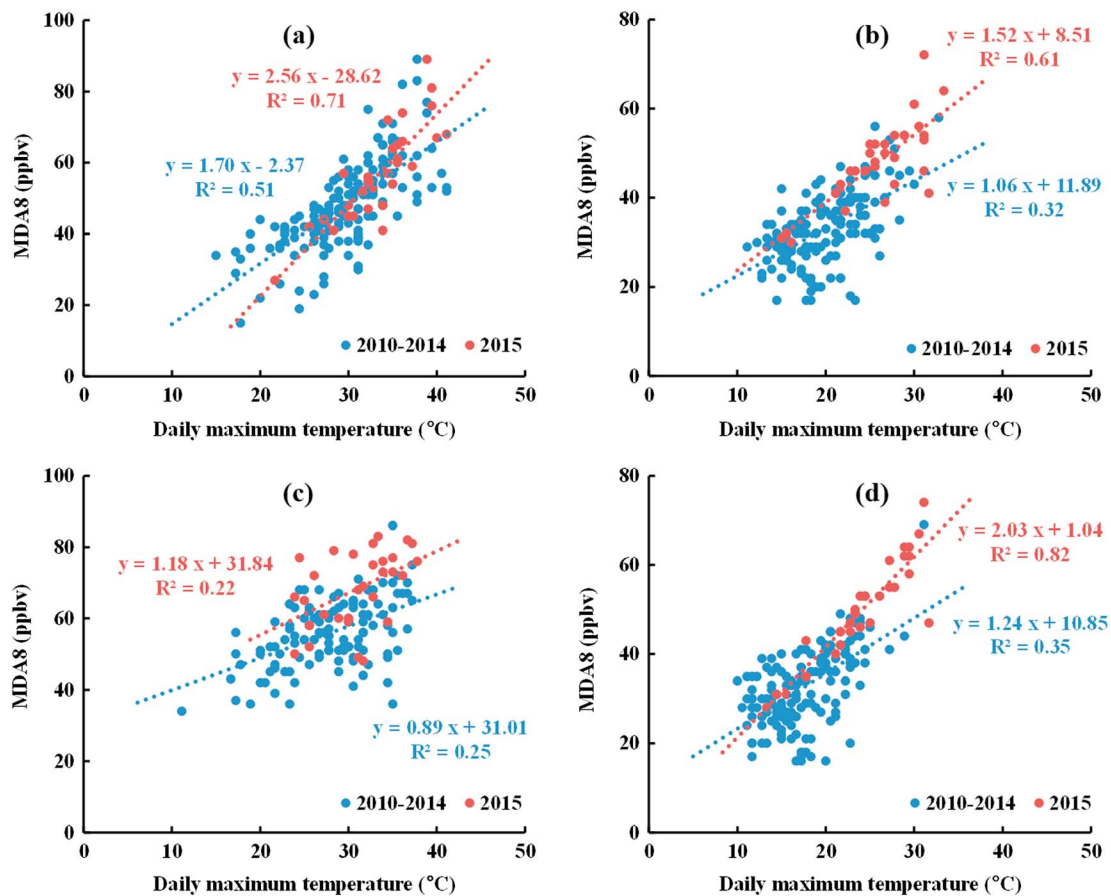 (a)
y = 2.56 x - 28.62
R² = 0.71
y = 1.70 x - 2.37
R² = 0.51
MDA8 (ppbv)
100
80
60
40
20
0
2010-2014 2015
0 10 20 30 40 50
Daily maximum temperature (°C)
(b)
y = 1.52 x + 8.51
R² = 0.61
y = 1.06 x + 11.89
R² = 0.32
MDA8 (ppbv)
80
60
40
20
0
2010-2014 2015
0 10 20 30 40 50
Daily maximum temperature (°C)
(c)
y = 1.18 x + 31.84
R² = 0.22
y = 0.89 x + 31.01
R² = 0.25
MDA8 (ppbv)
100
80
60
40
20
0
2010-2014 2015
0 10 20 30 40 50
Daily maximum temperature (°C)
(d)
y = 2.03 x + 1.04
R² = 0.82
y = 1.24 x + 10.85
R² = 0.35
MDA8 (ppbv)
80
60
40
20
0
2010-2014 2015
0 10 20 30 40 50
Daily maximum temperature (°C)